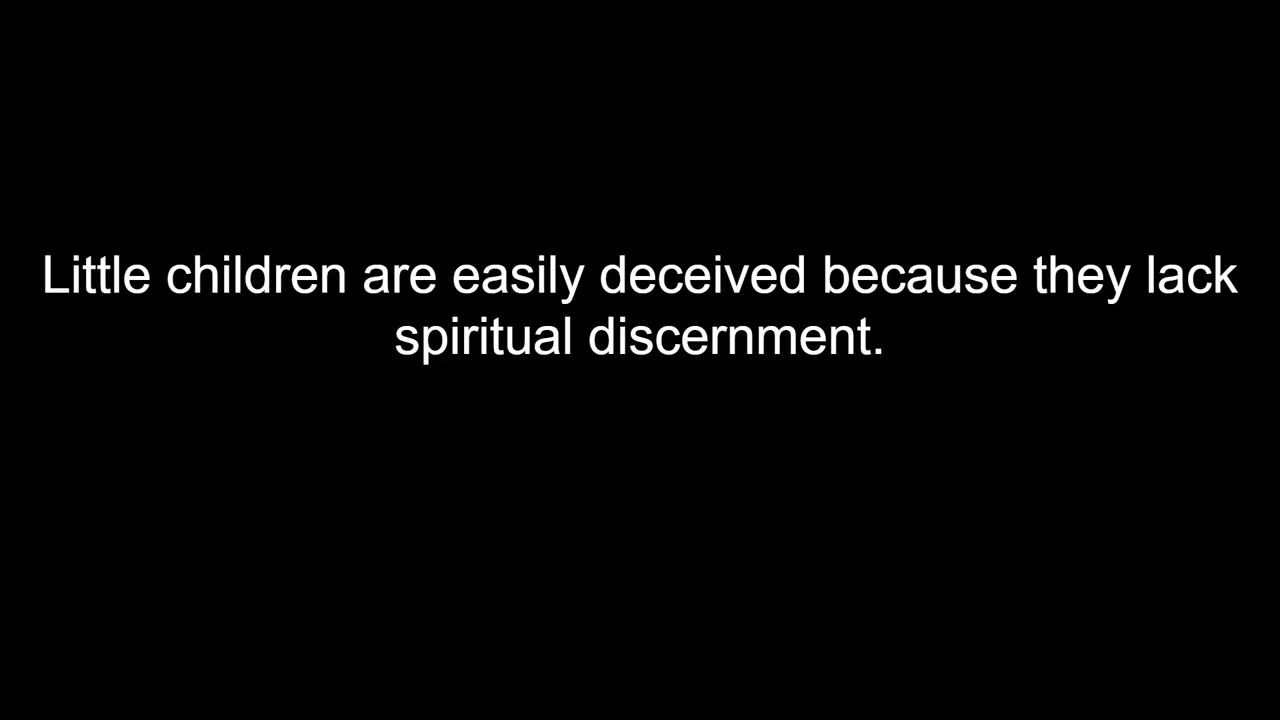 Little children are easily deceived because they lack
spiritual discernment.